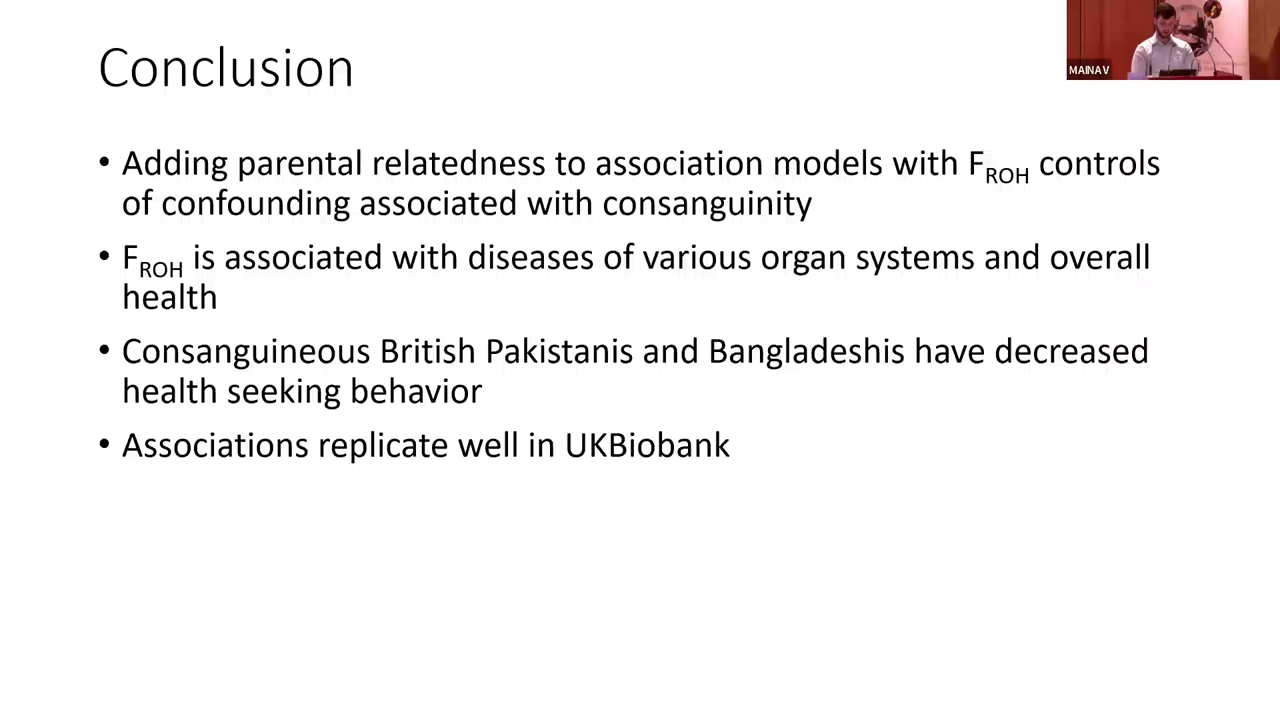 Conclusion
MAINAV
• Adding parental relatedness to association models with FROH controls
of confounding associated with consanguinity
• FROH is associated with diseases of various organ systems and overall
health
• Consanguineous British Pakistanis and Bangladeshis have decreased
health seeking behavior
• Associations replicate well in UKBiobank